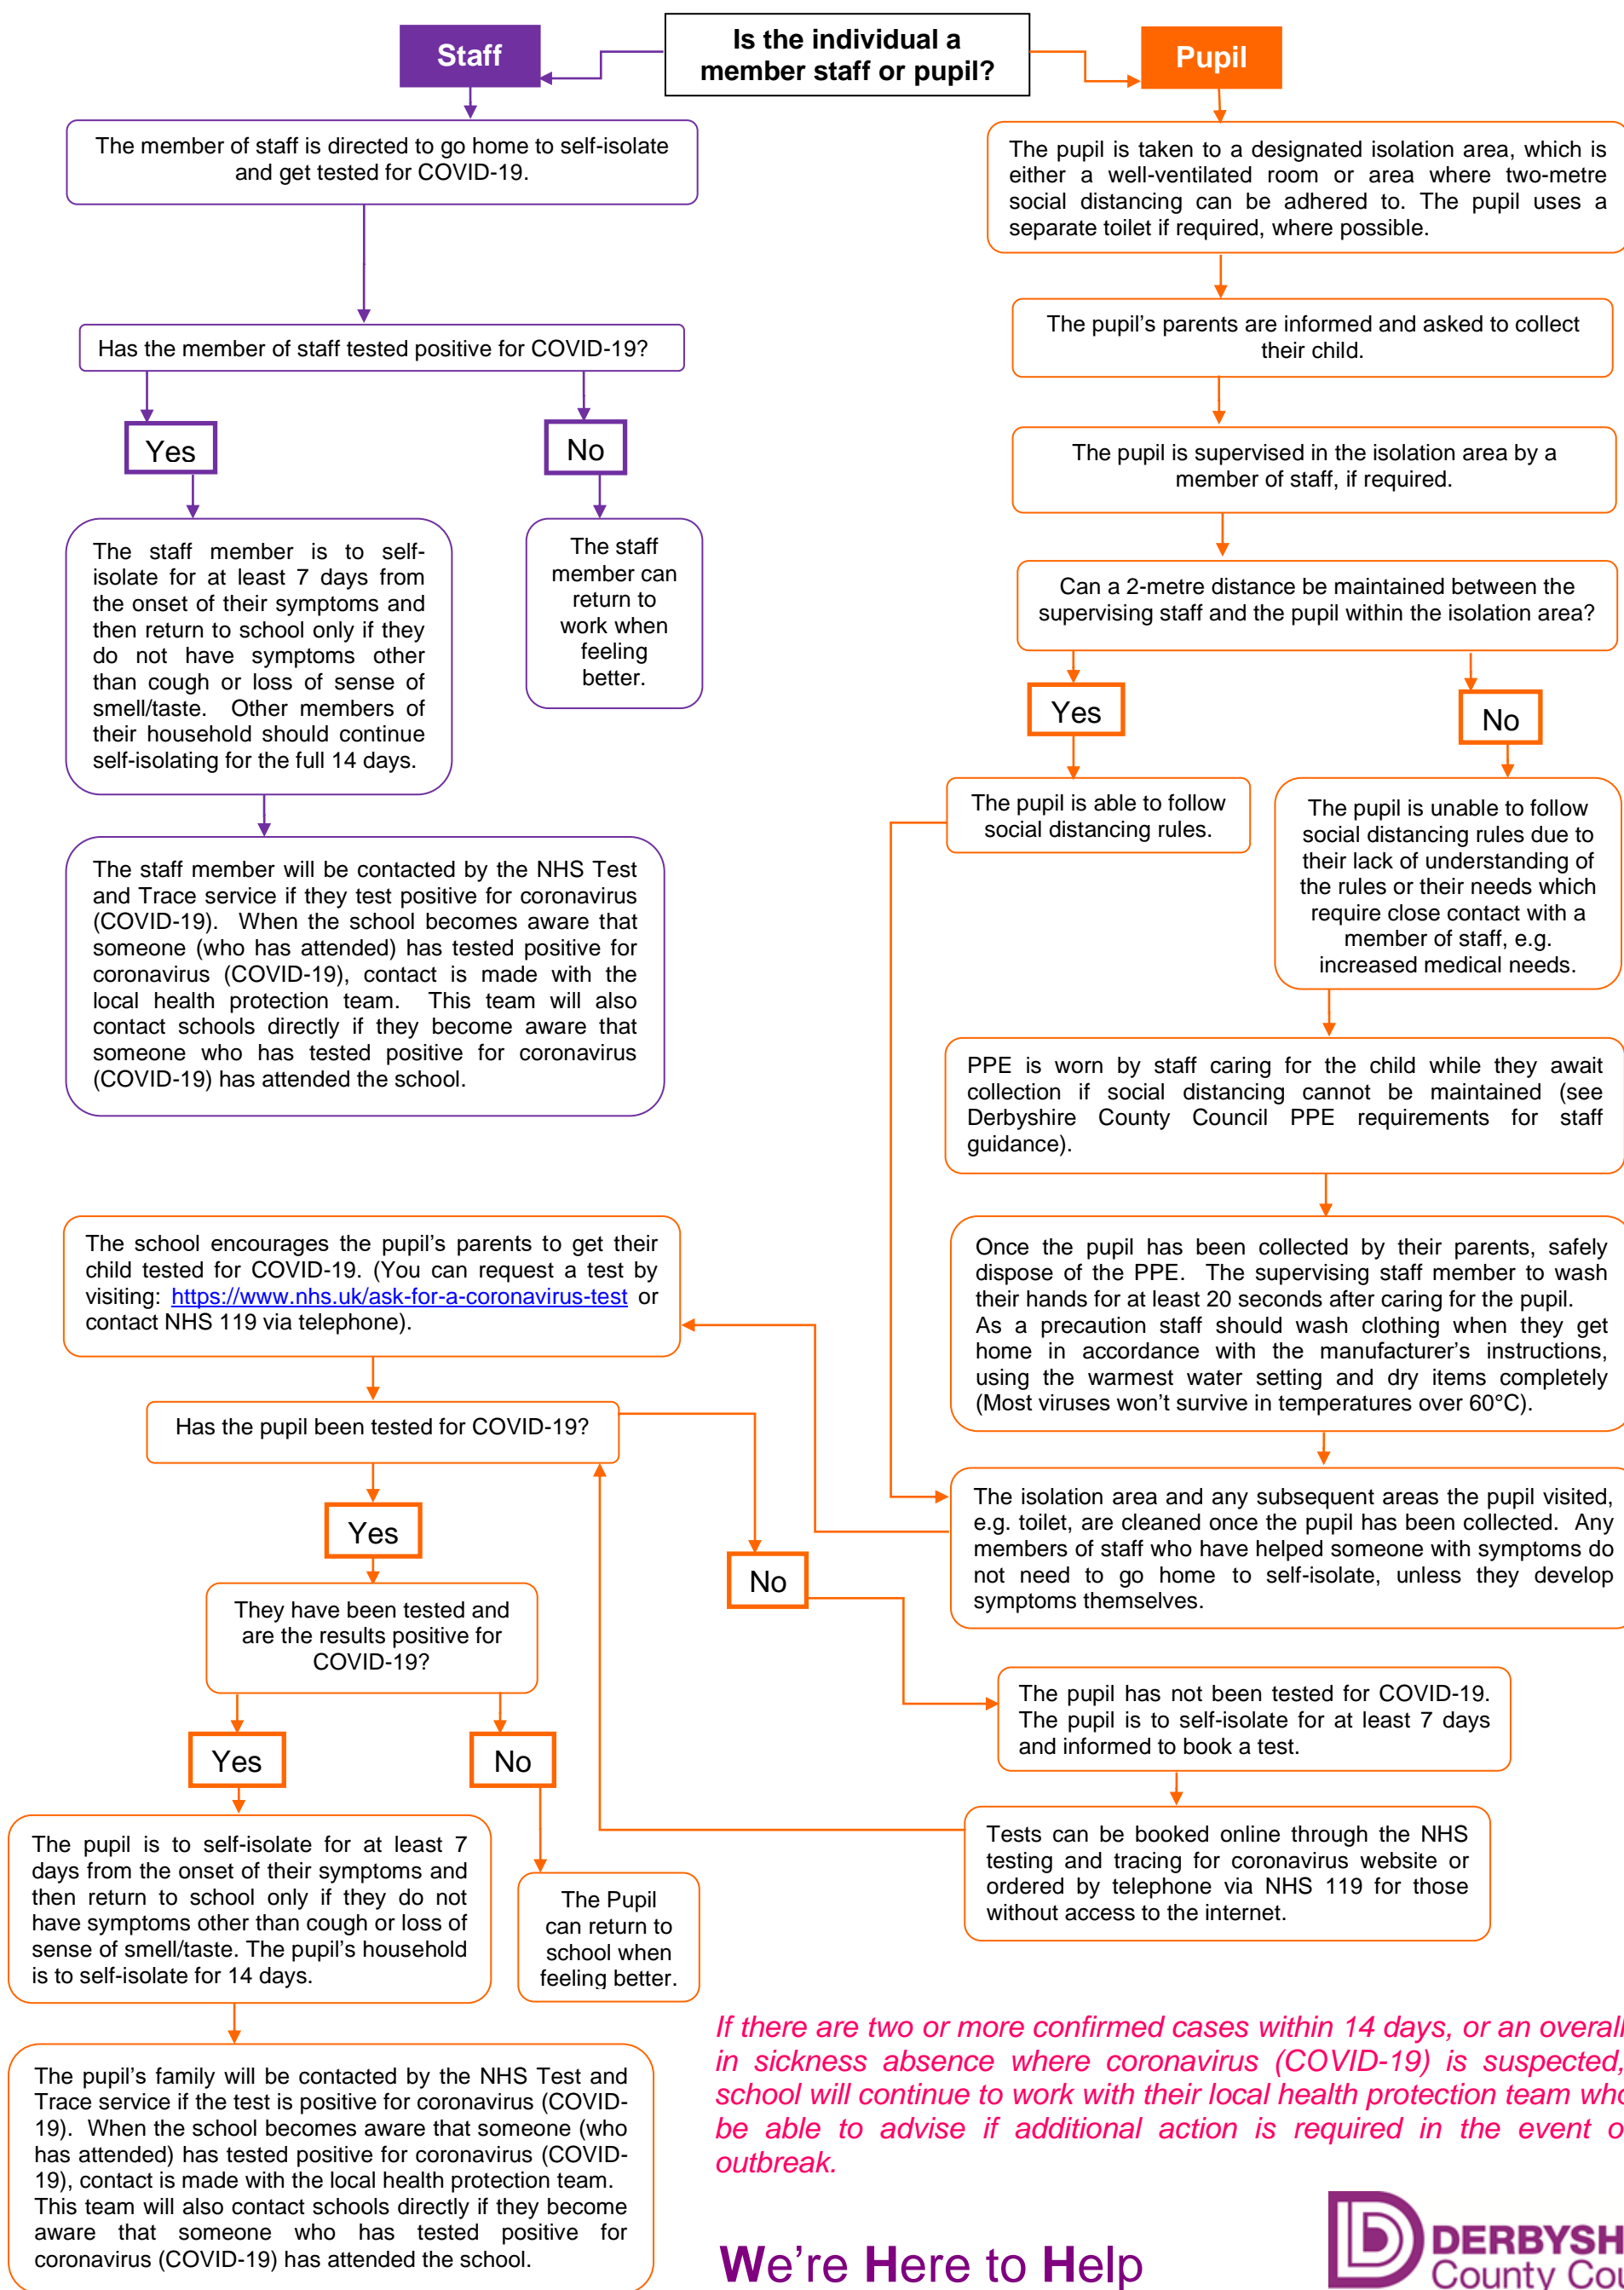 Is the individual a
member staff or pupil?
Staff
Pupil
The member of staff is directed to go home to self-isolate
and get tested for COVID-19.
Has the member of staff tested positive for COVID-19?
Yes
No
The staff member is to self-
isolate for at least 7 days from
the onset of their symptoms and
then return to school only if they
do not have symptoms other
than cough or loss of sense of
smell/taste. Other members of
their household should continue
self-isolating for the full 14 days.
The staff
member can
return to
work when
feeling
better.
The staff member will be contacted by the NHS Test
and Trace service if they test positive for coronavirus
(COVID-19). When the school becomes aware that
someone (who has attended) has tested positive for
coronavirus (COVID-19), contact is made with the
local health protection team. This team will also
contact schools directly if they become aware that
someone who has tested positive for coronavirus
(COVID-19) has attended the school.
The pupil is taken to a designated isolation area, which is
either a well-ventilated room or area where two-metre
social distancing can be adhered to. The pupil uses a
separate toilet if required, where possible.
The pupil's parents are informed and asked to collect
their child.
The pupil is supervised in the isolation area by a
member of staff, if required.
Can a 2-metre distance be maintained between the
supervising staff and the pupil within the isolation area?
Yes
No
The pupil is able to follow
social distancing rules.
The pupil is unable to follow
social distancing rules due to
their lack of understanding of
the rules or their needs which
require close contact with a
member of staff, e.g.
increased medical needs.
PPE is worn by staff caring for the child while they await
collection if social distancing cannot be maintained (see
Derbyshire County Council PPE requirements for staff
guidance).
Once the pupil has been collected by their parents, safely
dispose of the PPE. The supervising staff member to wash
their hands for at least 20 seconds after caring for the pupil.
As a precaution staff should wash clothing when they get
home in accordance with the manufacturer's instructions,
using the warmest water setting and dry items completely
(Most viruses won't survive in temperatures over 60°C).
The isolation area and any subsequent areas the pupil visited,
e.g. toilet, are cleaned once the pupil has been collected. Any
members of staff who have helped someone with symptoms do
not need to go home to self-isolate, unless they develop
symptoms themselves.
The school encourages the pupil's parents to get their
child tested for COVID-19. (You can request a test by
visiting: https://www.nhs.uk/ask-for-a-coronavirus-test or
contact NHS 119 via telephone).
Has the pupil been tested for COVID-19?
Yes
No
They have been tested and
are the results positive for
COVID-19?
Yes
No
The pupil has not been tested for COVID-19.
The pupil is to self-isolate for at least 7 days
and informed to book a test.
Tests can be booked online through the NHS
testing and tracing for coronavirus website or
ordered by telephone via NHS 119 for those
without access to the internet.
The pupil is to self-isolate for at least 7
days from the onset of their symptoms and
then return to school only if they do not
have symptoms other than cough or loss of
sense of smell/taste. The pupil's household
is to self-isolate for 14 days.
The Pupil
can return to
school when
feeling better.
The pupil's family will be contacted by the NHS Test and
Trace service if the test is positive for coronavirus (COVID-
19). When the school becomes aware that someone (who
has attended) has tested positive for coronavirus (COVID-
19), contact is made with the local health protection team.
This team will also contact schools directly if they become
aware that someone who has tested positive for
coronavirus (COVID-19) has attended the school.
If there are two or more confirmed cases within 14 days, or an overall
in sickness absence where coronavirus (COVID-19) is suspected,
school will continue to work with their local health protection team who
be able to advise if additional action is required in the event o
outbreak.
We're Here to Help
DERBYSH
County Cou